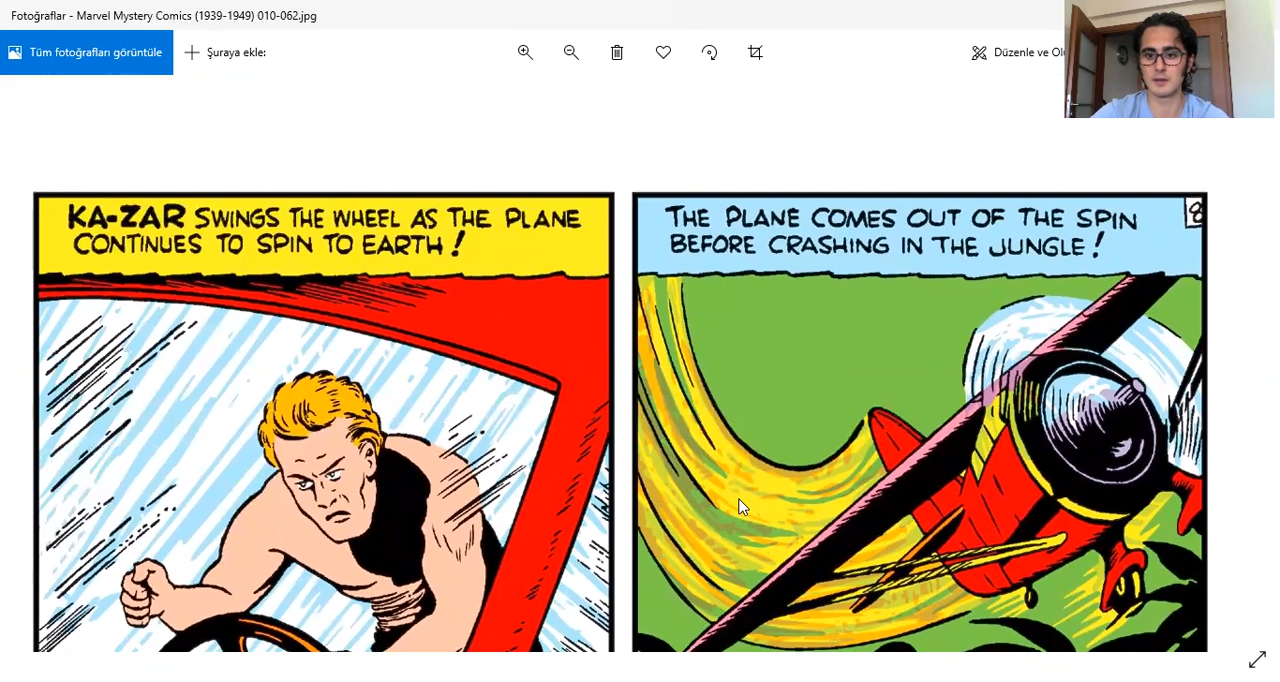 Fotoğraflar - Marvel Mystery Comics (1939-1949) 010-062.jpg
Tüm fotoğrafları görüntüle
Şuraya ekle:
Düzenle ve
KA-ZAR SWINGS THE WHEEL AS THE PLANE
CONTINUES TO SPIN TO EARTH!
THE PLANE COMES OUT OF THE SPIN
BEFORE CRASHING IN THE JUNGLE!
8